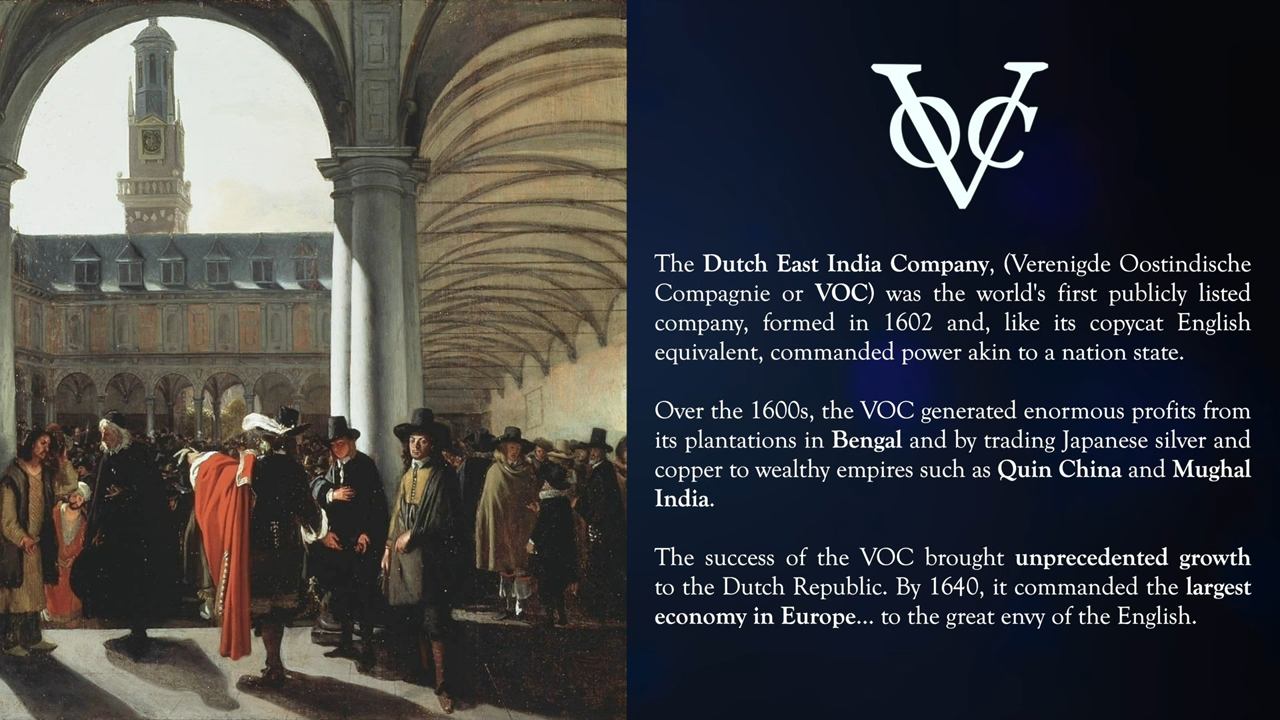 VOC
The Dutch East India Company, (Verenigde Oostindische
Compagnie or VOC) was the world's first publicly listed
company, formed in 1602 and, like its copycat English
equivalent, commanded power akin to a nation state.
Over the 1600s, the VOC generated enormous profits from
its plantations in Bengal and by trading Japanese silver and
copper to wealthy empires such as Quin China and Mughal
India.
The success of the VOC brought unprecedented growth
to the Dutch Republic. By 1640, it commanded the largest
economy in Europe... to the great envy of the English.